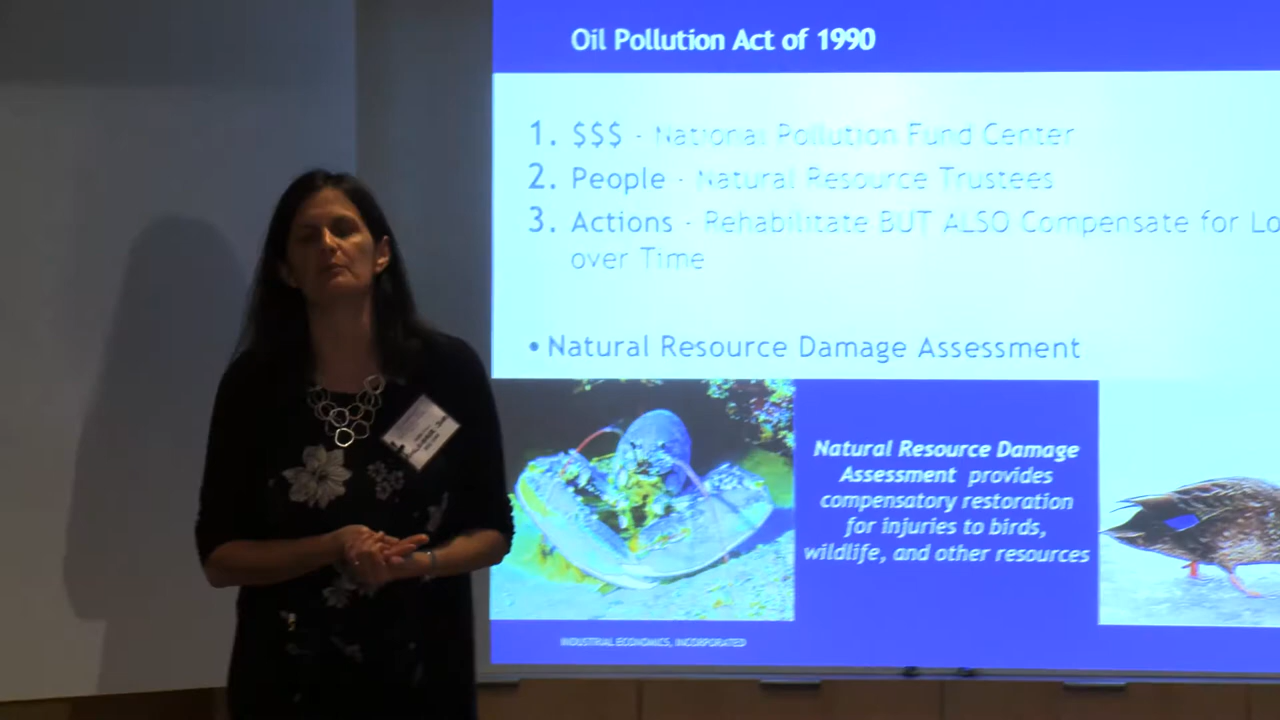 Oil Pollution Act of 1990
1. $$$ - National Pollution Fund Center
2. People - Natural Resource Trustees
3. Actions - Rehabilitate BUT ALSO Compensate for Lo
over Time
• Natural Resource Damage Assessment
Natural Resource Damage
Assessment provides
compensatory restoration
for injuries to birds,
wildlife, and other resources
INDUSTRIAL ECONOMICS, INCORPORATED